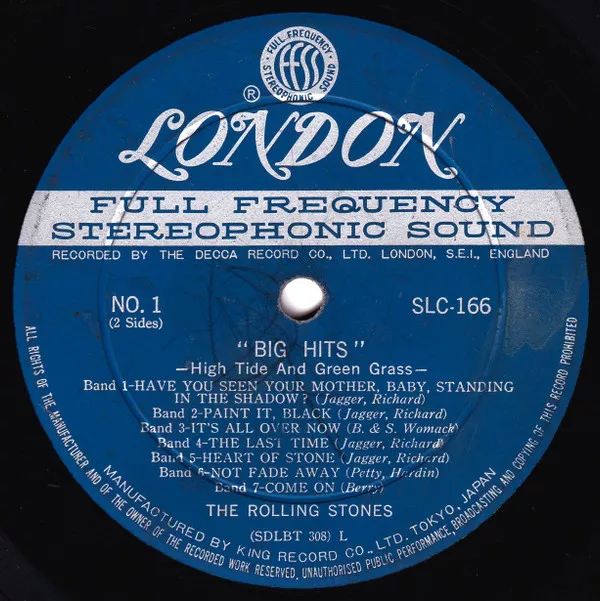 FULL FREQUENCY
ffss
STEREOPHONIC SOUND
®
LONDON
FULL FREQUENCY
STEREOPHONIC SOUND
RECORDED BY THE DECCA RECORD CO., LTD. LONDON, S.E.I., ENGLAND
NO. 1
(2 Sides)
SLC-166
"BIG HITS"
—High Tide And Green Grass—
Band 1-HAVE YOU SEEN YOUR MOTHER, BABY, STANDING
IN THE SHADOW? (Jagger, Richard)
Band 2-PAINT IT, BLACK (Jagger, Richard)
Band 3-IT'S ALL OVER NOW (B. & S. Womack)
Band 4-THE LAST TIME (Jagger, Richard)
Band 5-HEART OF STONE (Jagger, Richard)
Band 6-NOT FADE AWAY (Petty, Herdin)
Band 7-COME ON (Berry)
THE ROLLING STONES
(SDLBT 308) L
MANUFACTURED BY KING RECORD CO., LTD. TOKYO, JAPAN
ALL RIGHTS OF THE MANUFACTURER AND OF THE OWNER OF THE RECORDED WORK RESERVED, UNAUTHORISED PUBLIC PERFORMANCE, BROADCASTING AND COPYING OF THIS RECORD PROHIBITED